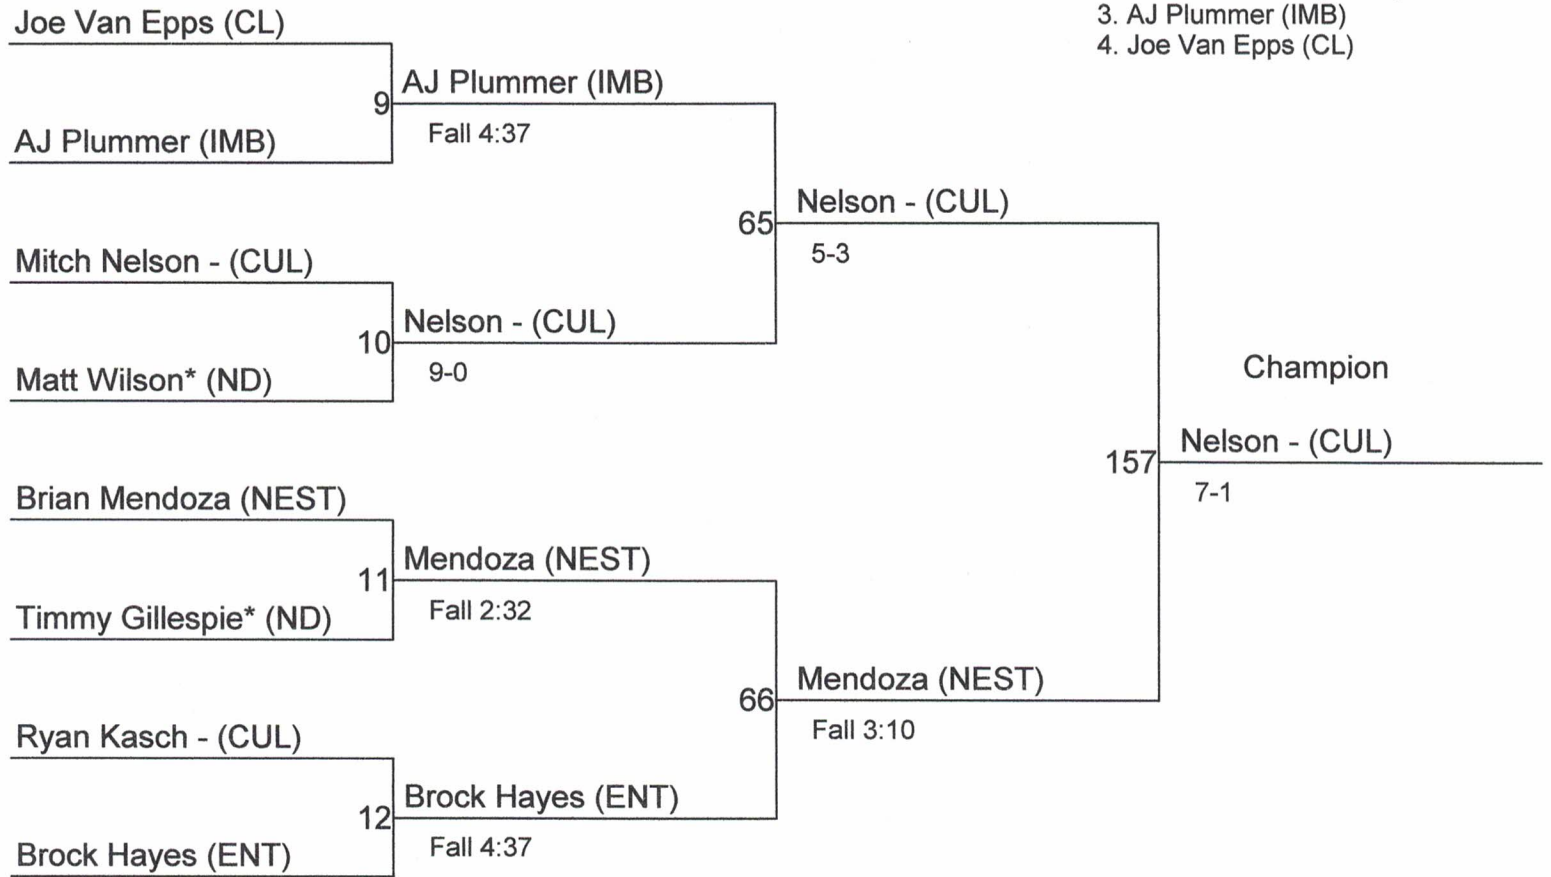 3. AJ Plummer (IMB)
4. Joe Van Epps (CL)
Joe Van Epps (CL)
9
AJ Plummer (IMB)
Fall 4:37
AJ Plummer (IMB)
65
Nelson - (CUL)
5-3
Mitch Nelson - (CUL)
10
Nelson - (CUL)
9-0
Matt Wilson* (ND)
Champion
157
Nelson - (CUL)
7-1
Brian Mendoza (NEST)
11
Mendoza (NEST)
Fall 2:32
Timmy Gillespie* (ND)
66
Mendoza (NEST)
Fall 3:10
Ryan Kasch - (CUL)
12
Brock Hayes (ENT)
Fall 4:37
Brock Hayes (ENT)